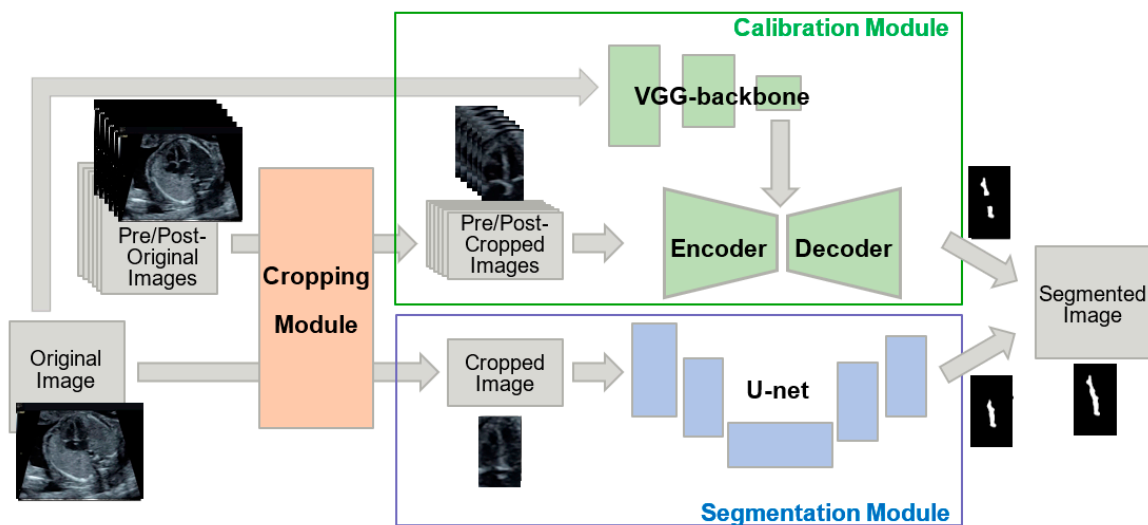 Calibration Module
VGG-backbone
Pre/Post-
Original
Images
Cropping
Module
Pre/Post-
Cropped
Images
Encoder
Decoder
Segmented
Image
Original
Image
Cropped
Image
U-net
Segmentation Module